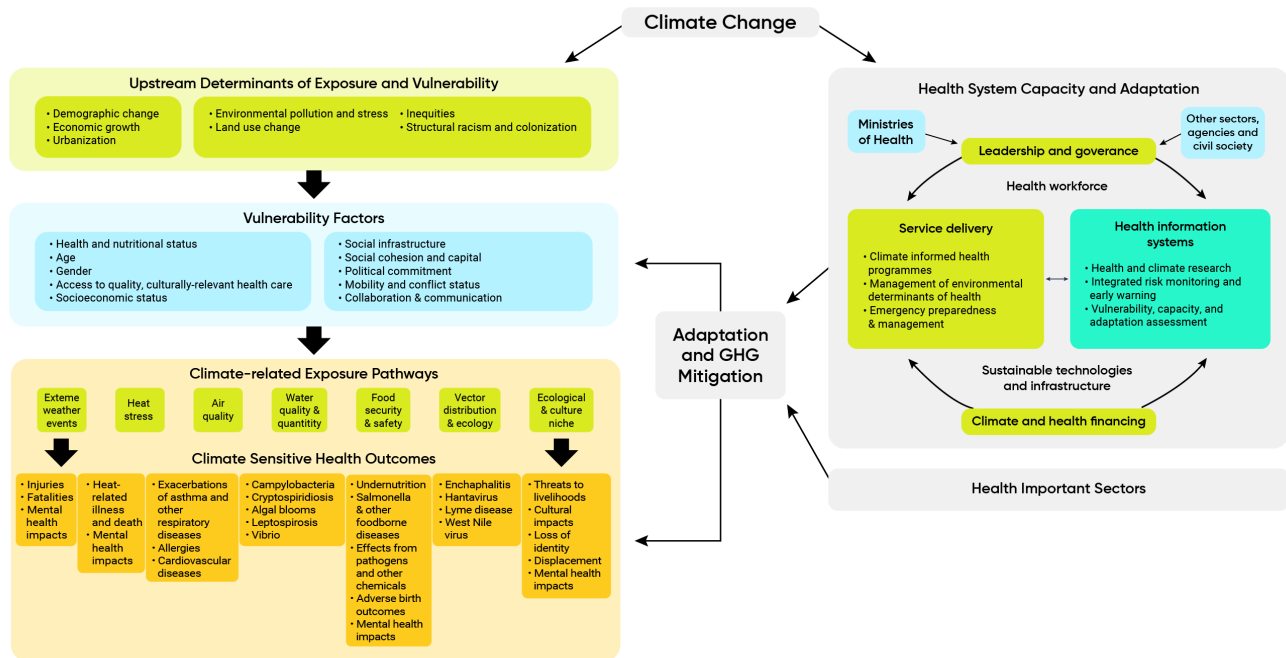 Climate Change
Upstream Determinants of Exposure and Vulnerability
• Demographic change
• Economic growth
• Urbanization
• Environmental pollution and stress
• Land use change
• Inequities
• Structural racism and colonization
Vulnerability Factors
• Health and nutritional status
• Age
• Gender
• Access to quality, culturally-relevant health care
• Socioeconomic status
• Social infrastructure
• Social cohesion and capital
• Political commitment
• Mobility and conflict status
• Collaboration & communication
Climate-related Exposure Pathways
Exteme
weather
events
Heat
stress
Air
quality
Water
quality &
quantitity
Food
security
& safety
Vector
distribution
& ecology
Ecological
& culture
niche
Climate Sensitive Health Outcomes
• Injuries
• Fatalities
• Mental
health
impacts
• Heat-
related
illness
and death
• Mental
health
impacts
• Exacerbations
of asthma and
other
respiratory
diseases
• Allergies
• Cardiovascular
diseases
• Campylobacteria
• Cryptospiridiosis
• Algal blooms
• Leptospirosis
• Vibrio
• Undernutrition
• Salmonella
& other
foodborne
diseases
• Effects from
pathogens
and other
chemicals
• Adverse birth
outcomes
• Mental health
impacts
• Enchaphalitis
• Hantavirus
• Lyme disease
• West Nile
virus
• Threats to
livelihoods
• Cultural
impacts
• Loss of
identity
• Displacement
• Mental health
impacts
Adaptation
and GHG
Mitigation
Health System Capacity and Adaptation
Ministries
of Health
Other sectors,
agencies and
civil society
Leadership and goverance
Health workforce
Service delivery
• Climate informed health
programmes
• Management of environmental
determinants of health
• Emergency preparedness
& management
Health information
systems
• Health and climate research
• Integrated risk monitoring and
early warning
• Vulnerability, capacity, and
adaptation assessment
Sustainable technologies
and infrastructure
Climate and health financing
Health Important Sectors